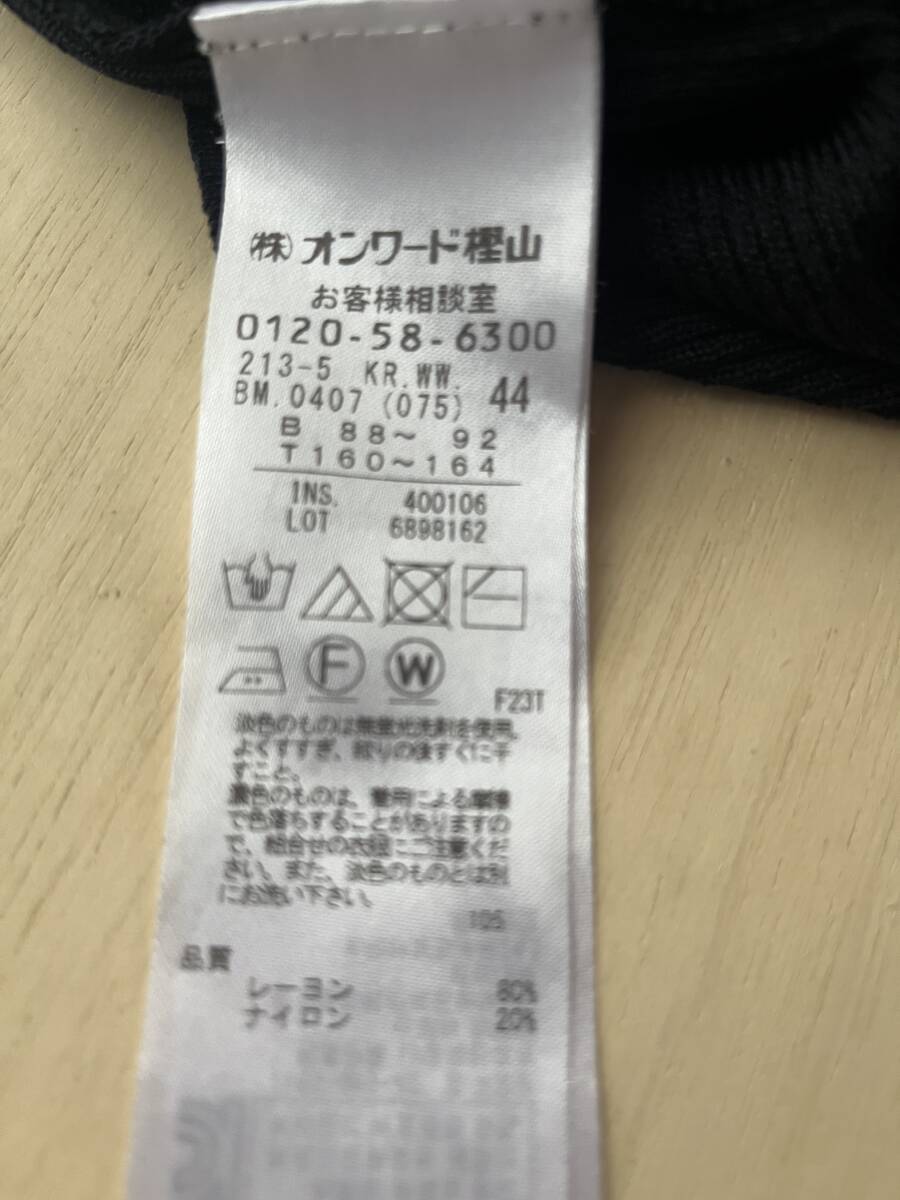 ㈱オンワード樫山
お客様相談室
0120-58-6300
213-5 KR.WW.
BM.0407 (075) 44
B 88～ 92
T 160～164
INS. 400106
LOT 6898162
F W
F23T
淡色のものは無蛍光洗剤を使用。
よくすすぎ、絞りの後すぐに干
すこと。
濃色のものは、着用による摩擦
で色落ちすることがありますの
で、組合せの衣服にご注意くだ
さい。また、淡色のものとは別
にお洗い下さい。
105
品質
レーヨン 80%
ナイロン 20%